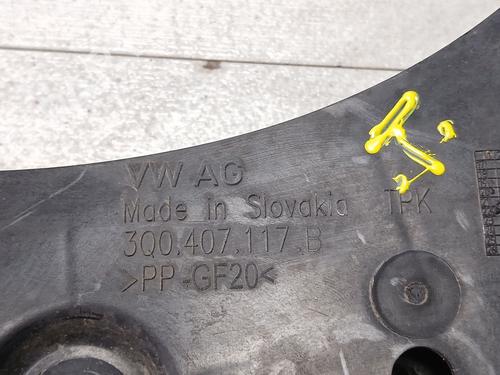 VW AG
Made in Slovakia TPK
3Q0.407.117.B
>PP-GF20<